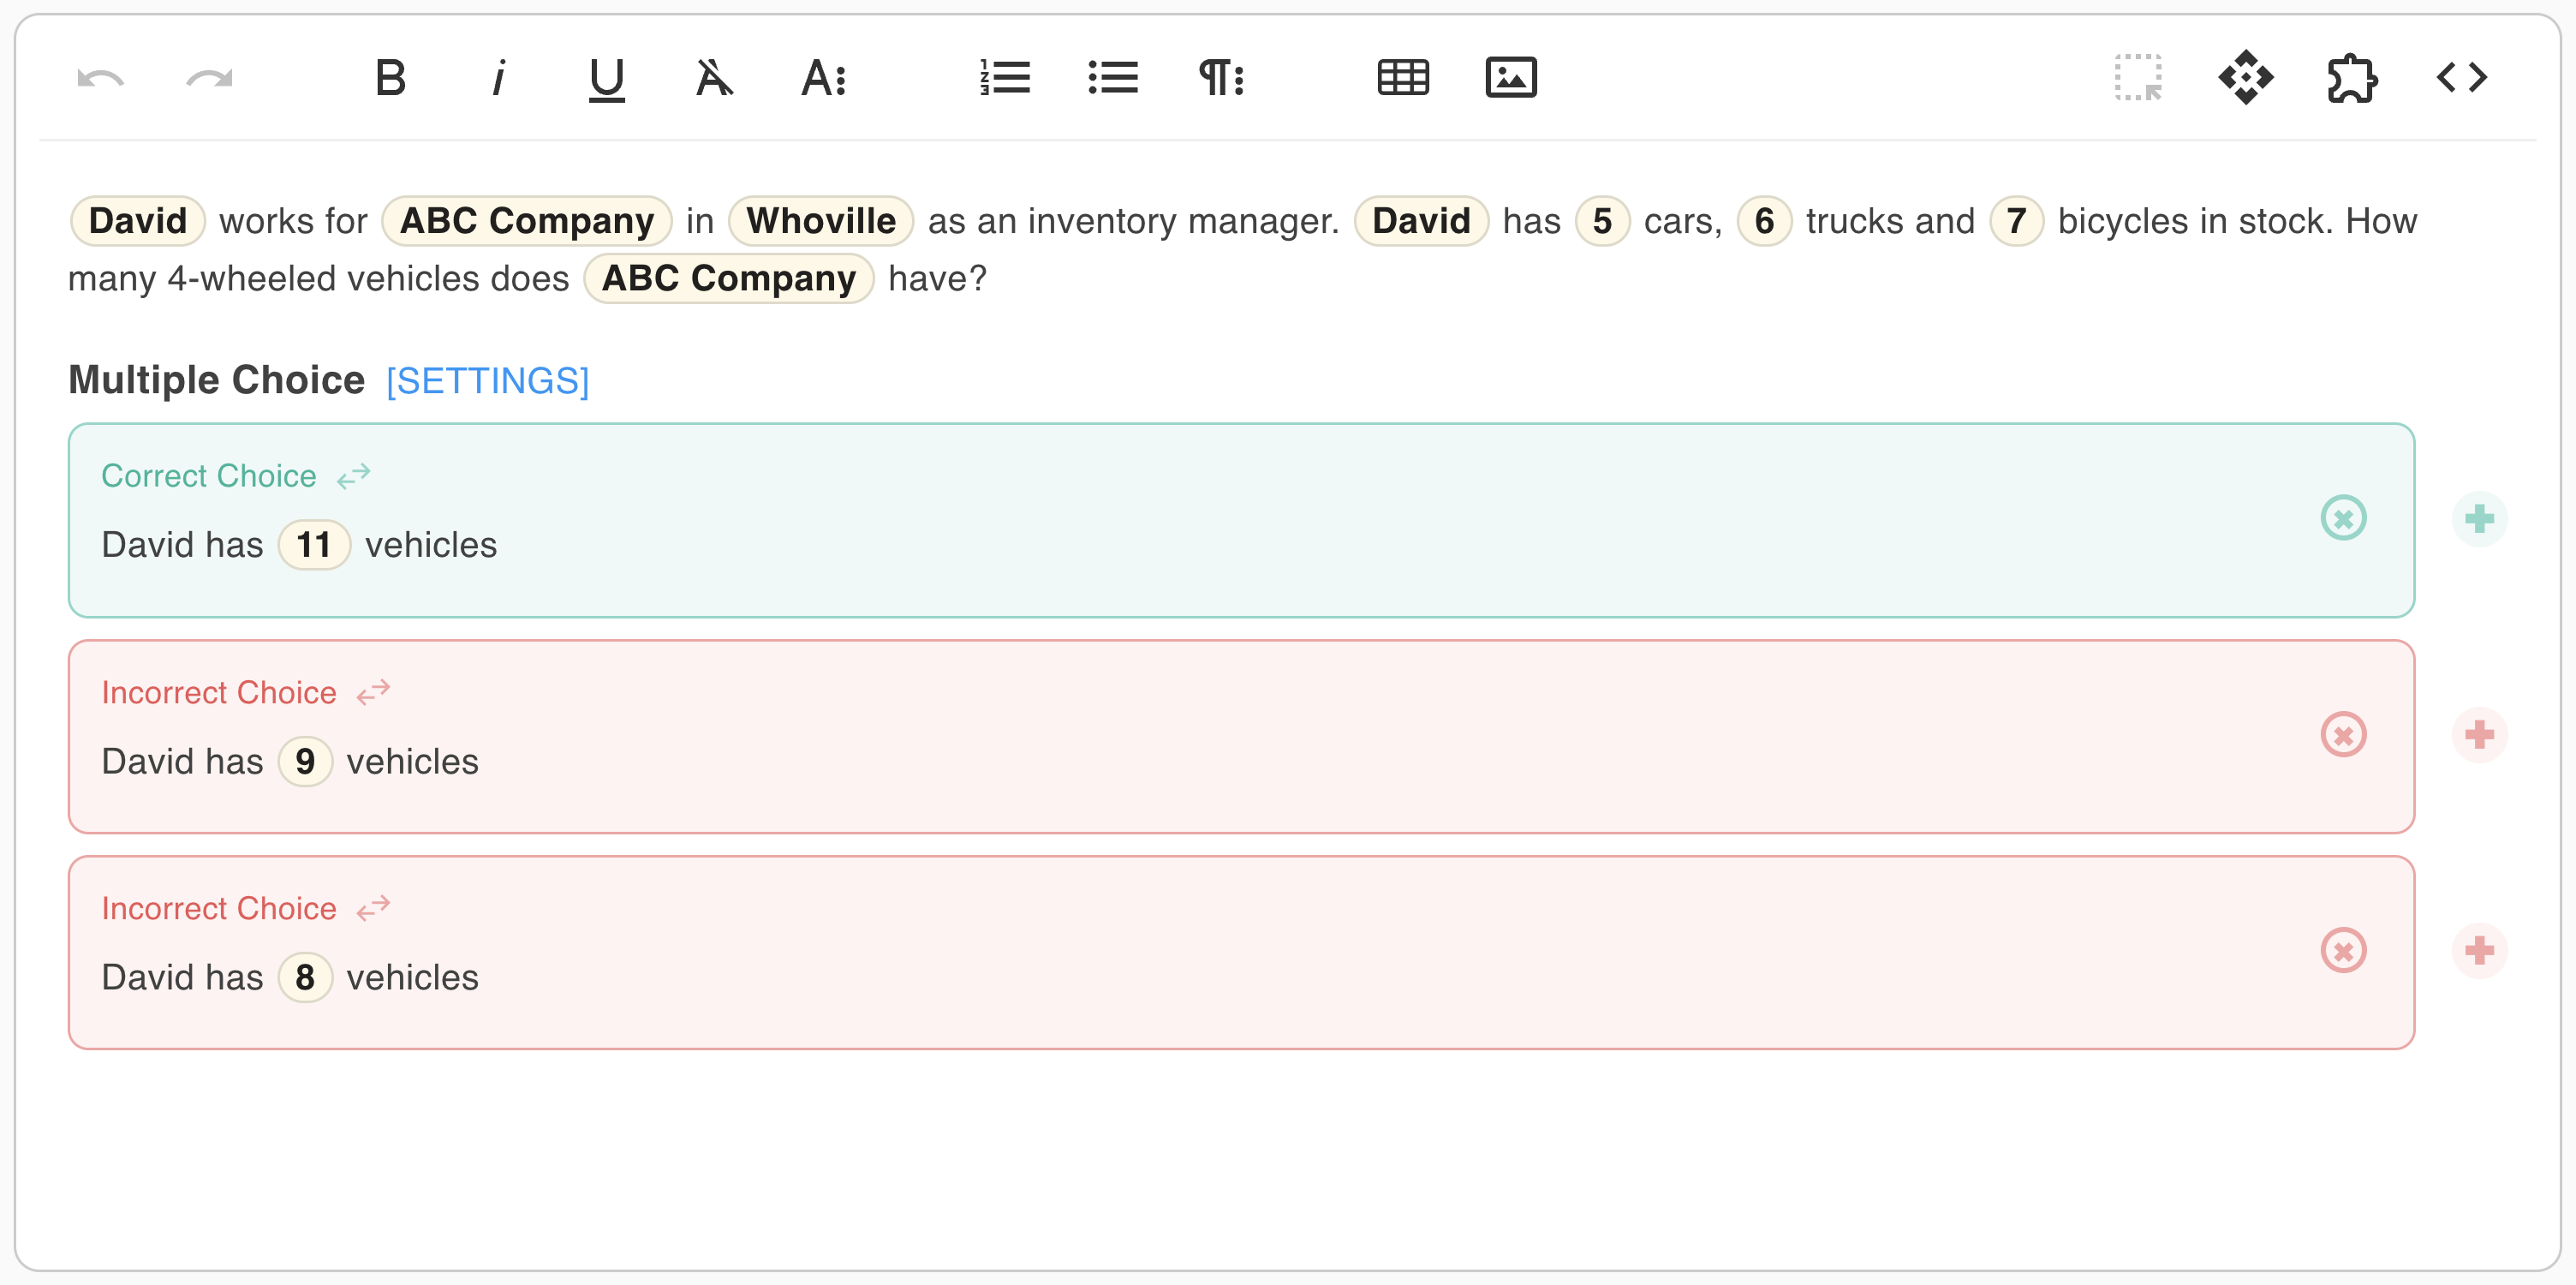 David works for ABC Company in Whoville as an inventory manager. David has 5 cars, 6 trucks and 7 bicycles in stock. How
many 4-wheeled vehicles does ABC Company have?
Multiple Choice [SETTINGS]
Correct Choice
David has 11 vehicles
Incorrect Choice
David has 9 vehicles
Incorrect Choice
David has 8 vehicles